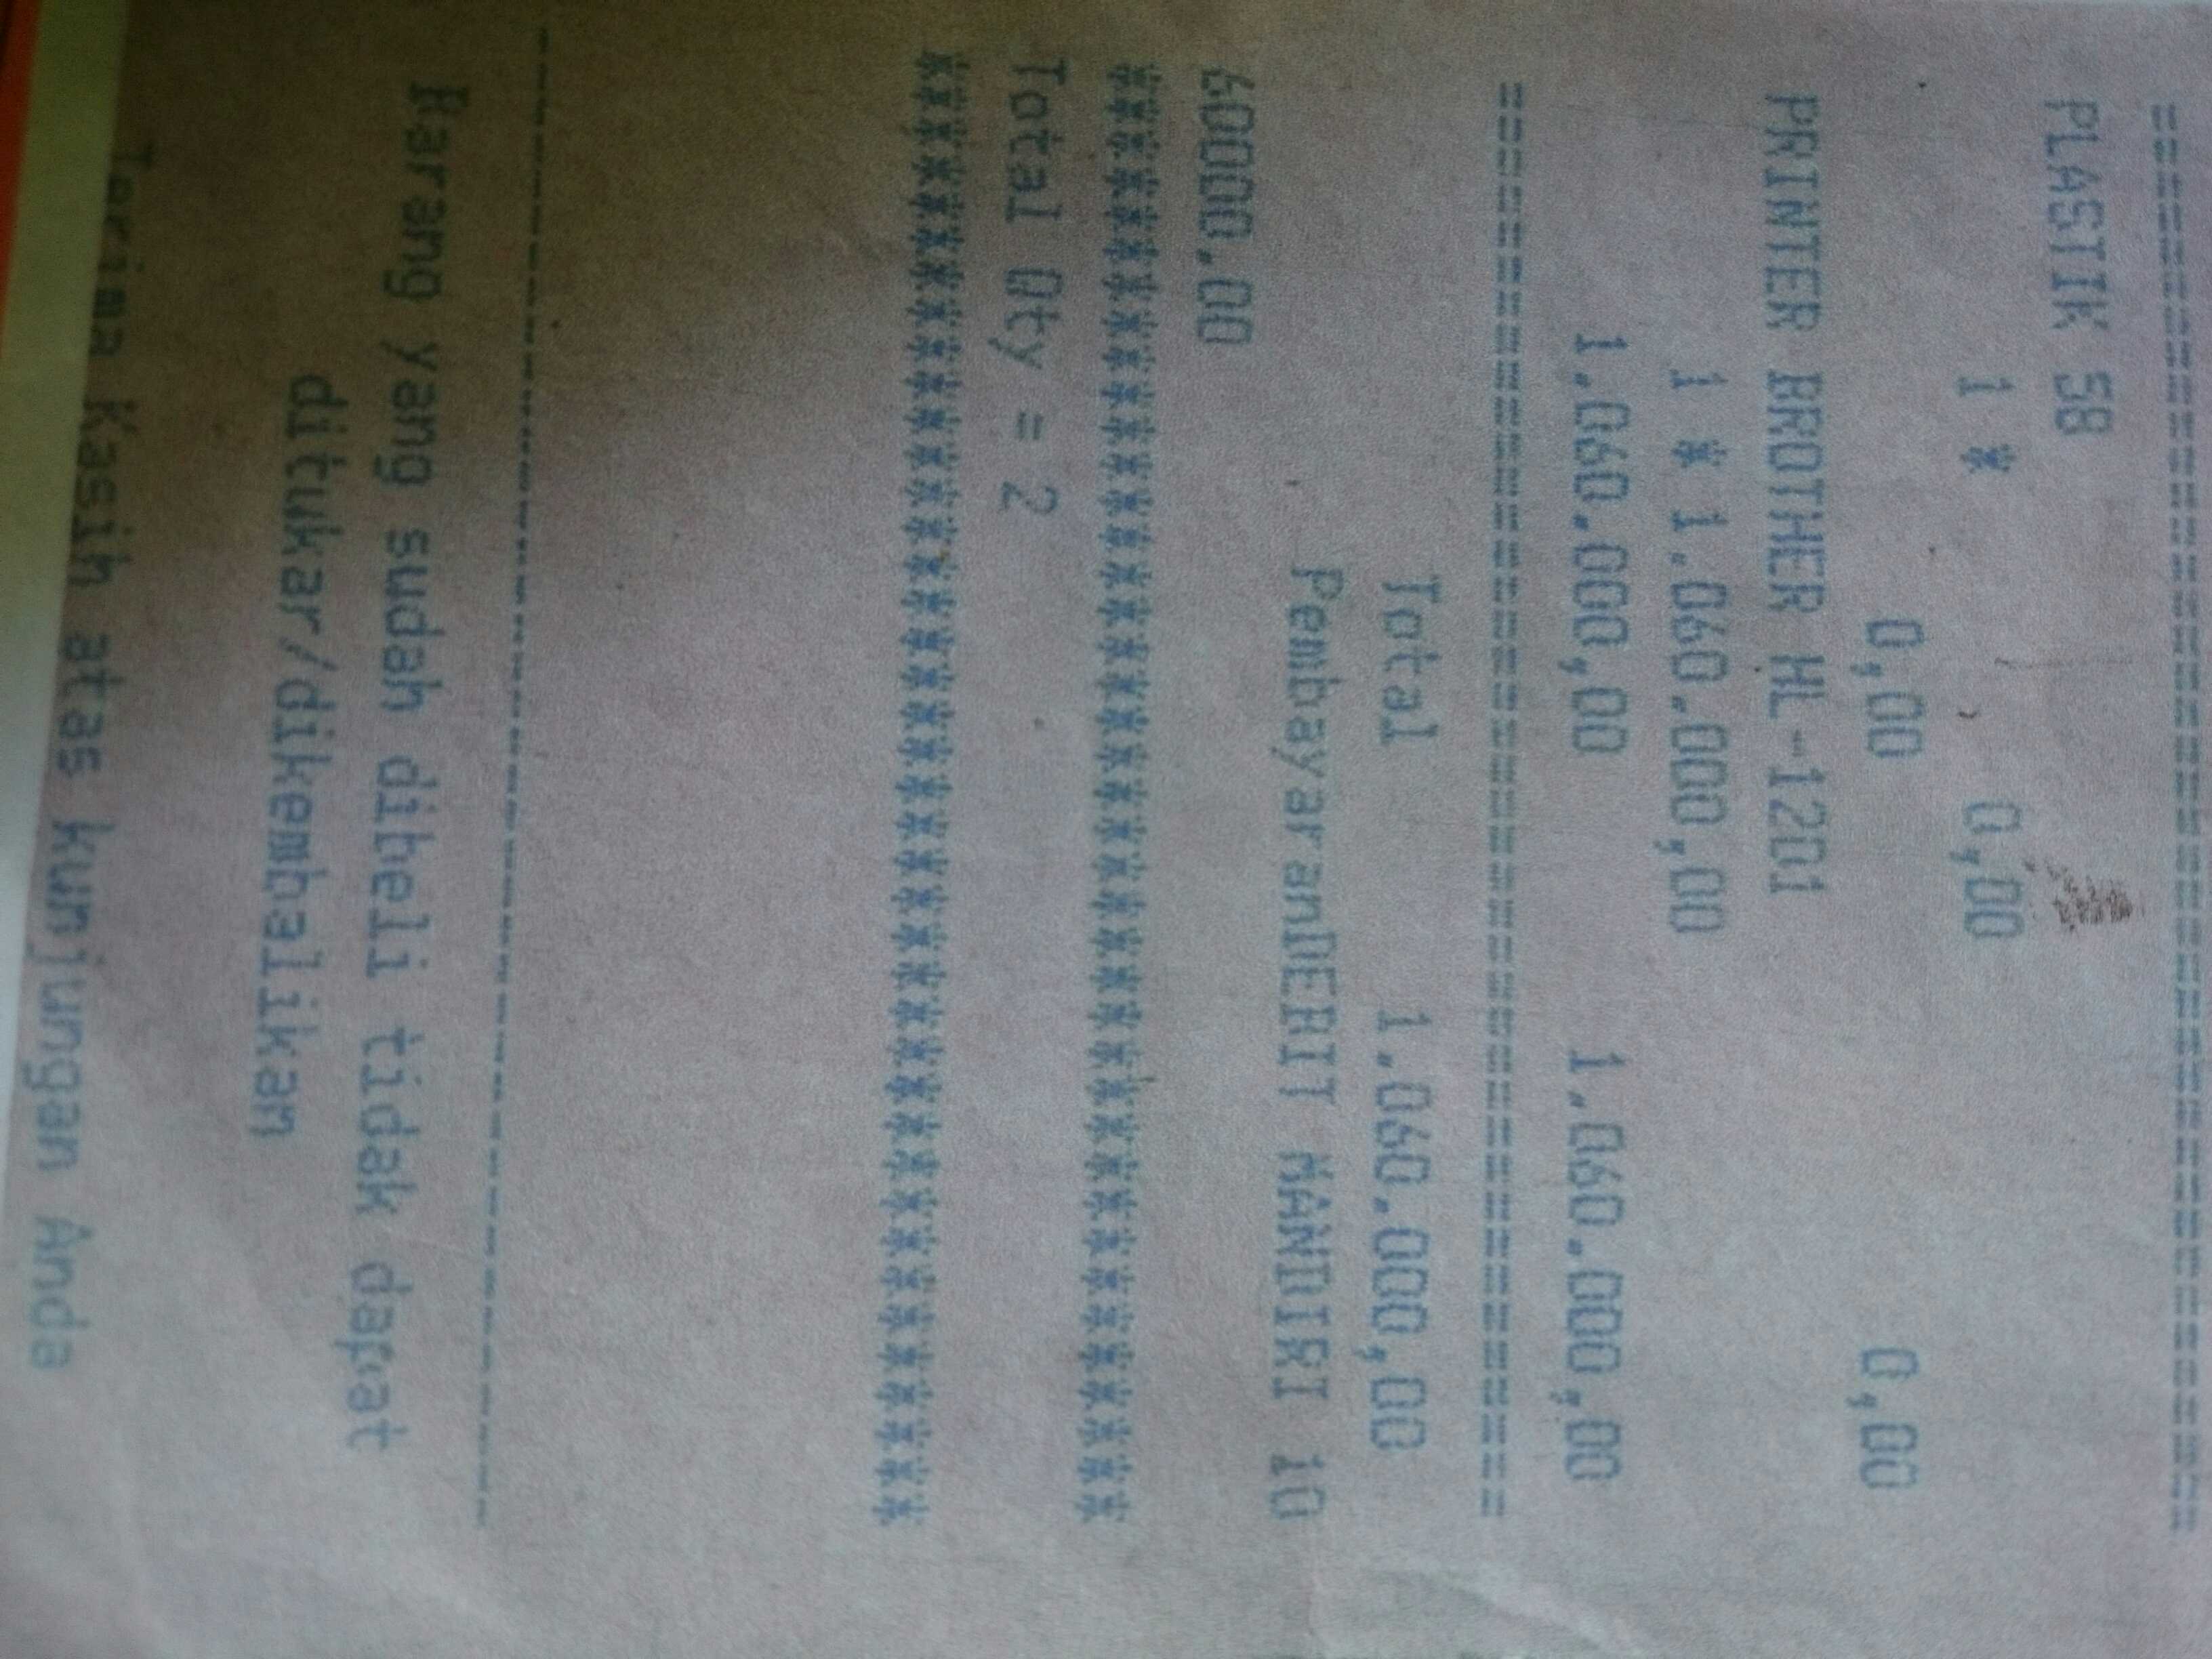 ========================================
PLASTIK 58
1 * 0,00
0,00 0,00
PRINTER BROTHER HL-1201
1 * 1.060.000,00
1.060.000,00 1.060.000,00
========================================
Total 1.060.000,00
PembayaranDEBIT MANDIRI 10
60000.00
****************************************
Total Qty = 2
****************************************
----------------------------------------
Barang yang sudah dibeli tidak dapat
ditukar/dikembalikan
Terima Kasih atas kunjungan Anda